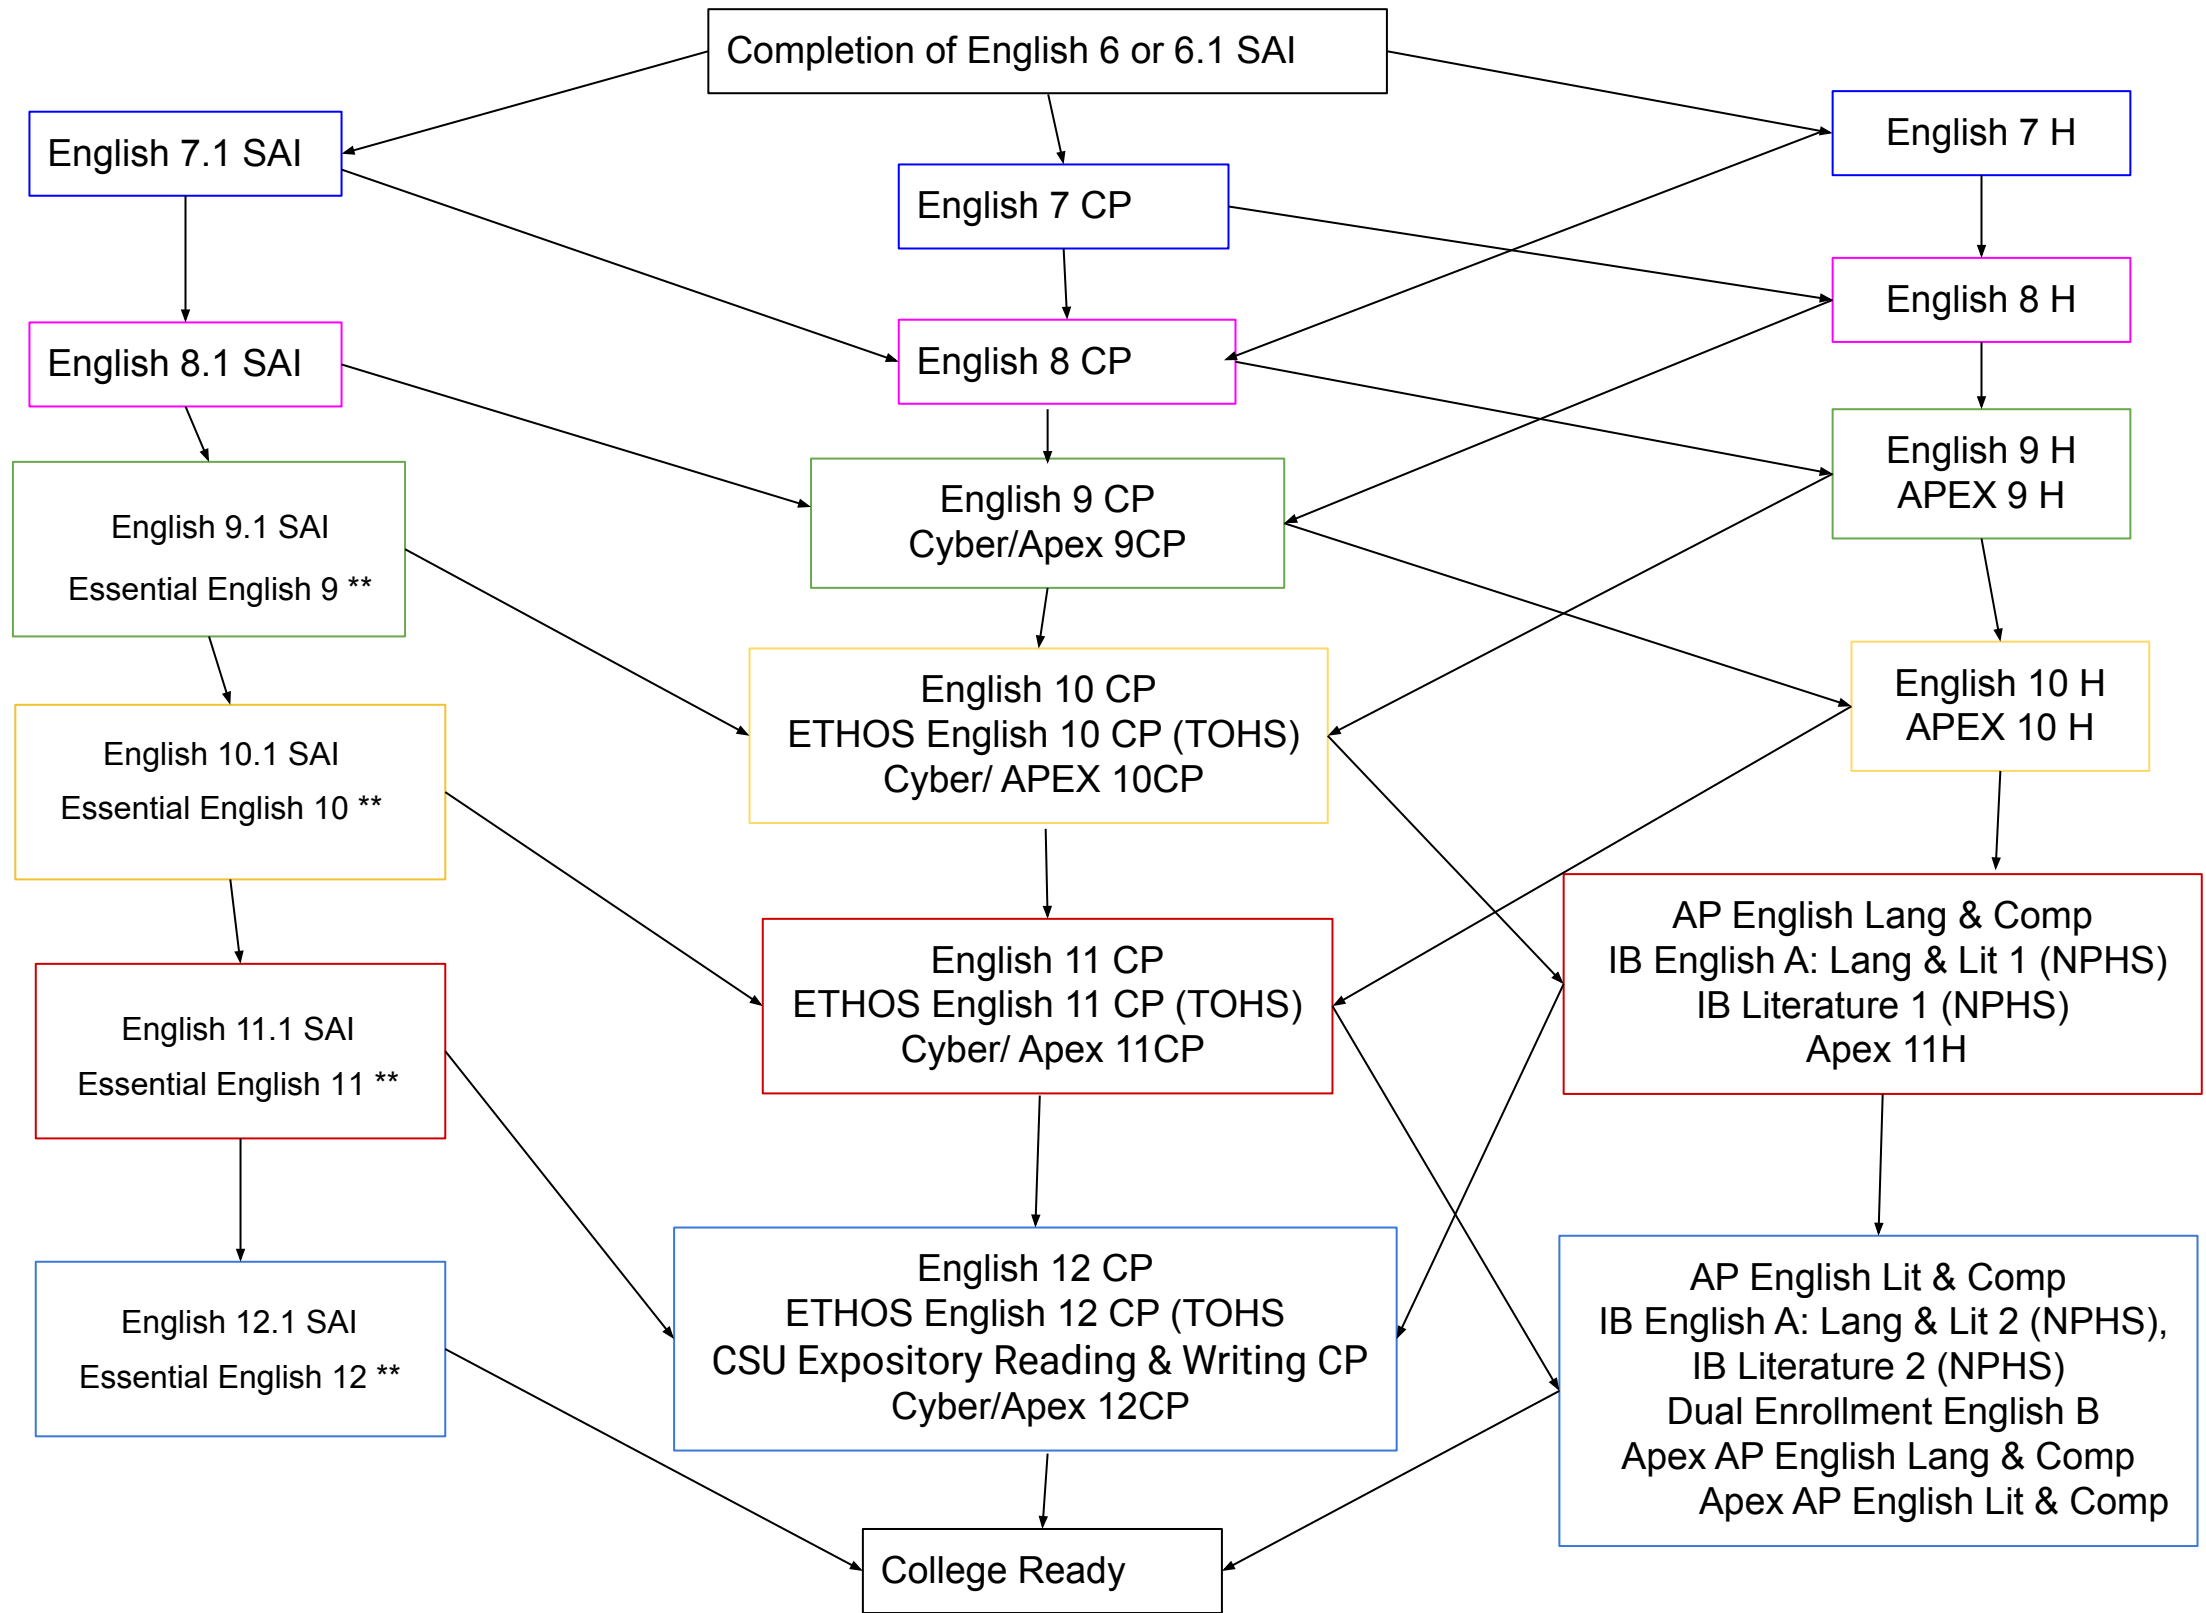 Completion of English 6 or 6.1 SAI
English 7.1 SAI
English 7 CP
English 7 H
English 8.1 SAI
English 8 CP
English 8 H
English 9.1 SAI
Essential English 9 **
English 9 CP
Cyber/Apex 9CP
English 9 H
APEX 9 H
English 10.1 SAI
Essential English 10 **
English 10 CP
ETHOS English 10 CP (TOHS)
Cyber/ APEX 10CP
English 10 H
APEX 10 H
English 11.1 SAI
Essential English 11 **
English 11 CP
ETHOS English 11 CP (TOHS)
Cyber/ Apex 11CP
AP English Lang & Comp
IB English A: Lang & Lit 1 (NPHS)
IB Literature 1 (NPHS)
Apex 11H
English 12.1 SAI
Essential English 12 **
English 12 CP
ETHOS English 12 CP (TOHS
CSU Expository Reading & Writing CP
Cyber/Apex 12CP
AP English Lit & Comp
IB English A: Lang & Lit 2 (NPHS),
IB Literature 2 (NPHS)
Dual Enrollment English B
Apex AP English Lang & Comp
Apex AP English Lit & Comp
College Ready